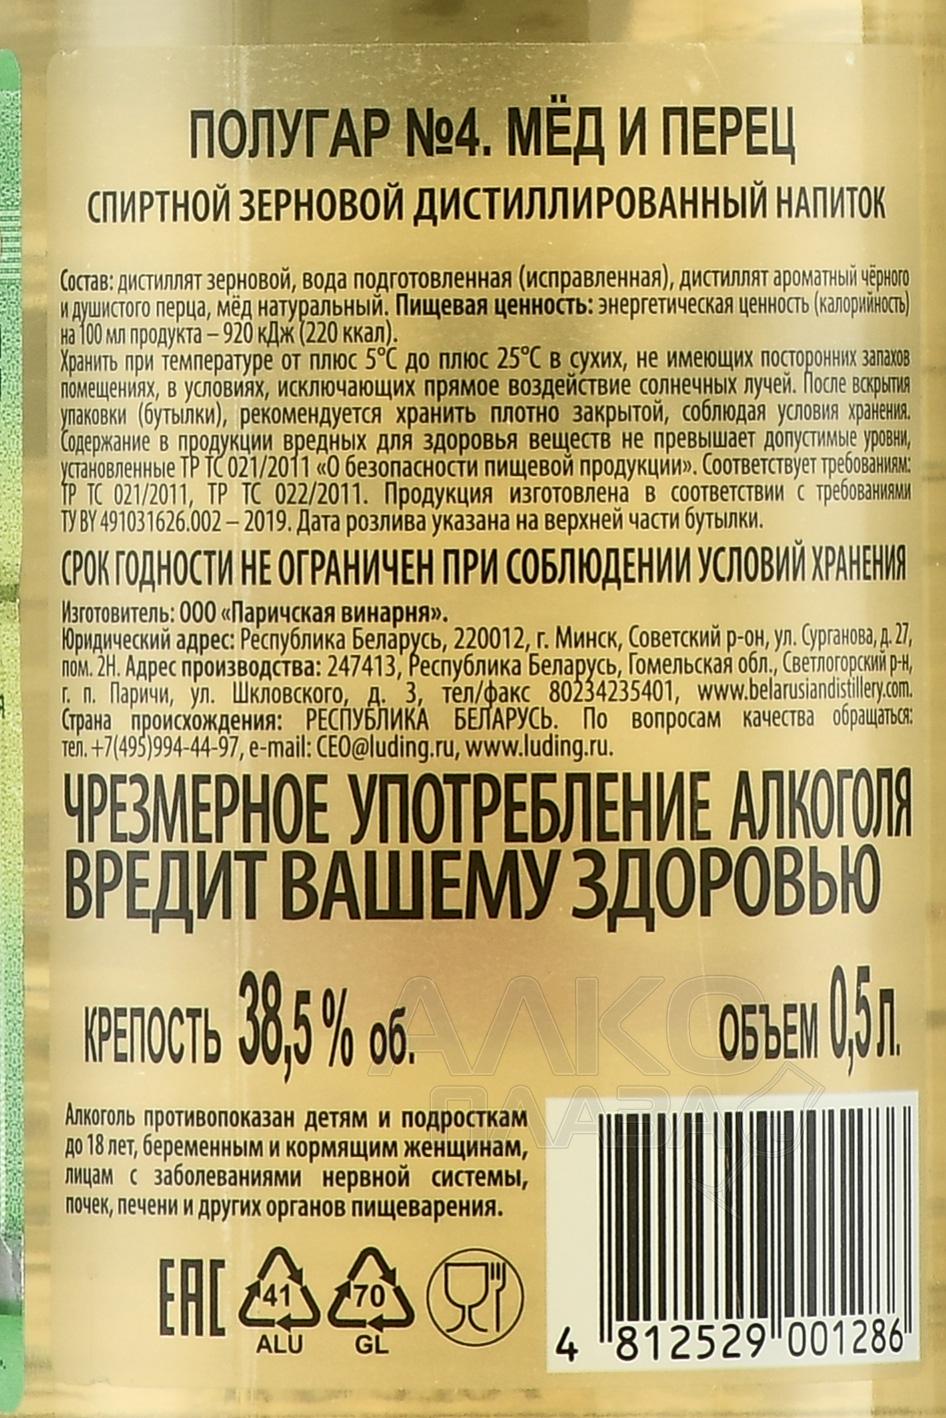 ПОЛУГАР №4. МЁД И ПЕРЕЦ
СПИРТНОЙ ЗЕРНОВОЙ ДИСТИЛЛИРОВАННЫЙ НАПИТОК
Состав: дистиллят зерновой, вода подготовленная (исправленная), дистиллят ароматный чёрного
и душистого перца, мёд натуральный. Пищевая ценность: энергетическая ценность (калорийность)
на 100 мл продукта – 920 кДж (220 ккал).
Хранить при температуре от плюс 5°С до плюс 25°С в сухих, не имеющих посторонних запахов
помещениях, в условиях, исключающих прямое воздействие солнечных лучей. После вскрытия
упаковки (бутылки), рекомендуется хранить плотно закрытой, соблюдая условия хранения.
Содержание в продукции вредных для здоровья веществ не превышает допустимые уровни,
установленные ТР ТС 021/2011 «О безопасности пищевой продукции». Соответствует требованиям:
ТР ТС 021/2011, ТР ТС 022/2011. Продукция изготовлена в соответствии с требованиями
ТУ BY 491031626.002 – 2019. Дата розлива указана на верхней части бутылки.
СРОК ГОДНОСТИ НЕ ОГРАНИЧЕН ПРИ СОБЛЮДЕНИИ УСЛОВИЙ ХРАНЕНИЯ
Изготовитель: ООО «Паричская винарня».
Юридический адрес: Республика Беларусь, 220012, г. Минск, Советский р-он, ул. Сурганова, д. 27,
пом. 2Н. Адрес производства: 247413, Республика Беларусь, Гомельская обл., Светлогорский р-н,
г. п. Паричи, ул. Шкловского, д. 3, тел/факс 80234235401, www.belarusiandistillery.com.
Страна происхождения: РЕСПУБЛИКА БЕЛАРУСЬ. По вопросам качества обращаться:
тел. +7(495)994-44-97, e-mail: CEO@luding.ru, www.luding.ru.
ЧРЕЗМЕРНОЕ УПОТРЕБЛЕНИЕ АЛКОГОЛЯ
ВРЕДИТ ВАШЕМУ ЗДОРОВЬЮ
КРЕПОСТЬ 38,5 % об.
ОБЪЕМ 0,5 л.
АЛКО
ПЛАЗА
Алкоголь противопоказан детям и подросткам
до 18 лет, беременным и кормящим женщинам,
лицам с заболеваниями нервной системы,
почек, печени и других органов пищеварения.
EAC
41
ALU
70
GL
4 812529 001286